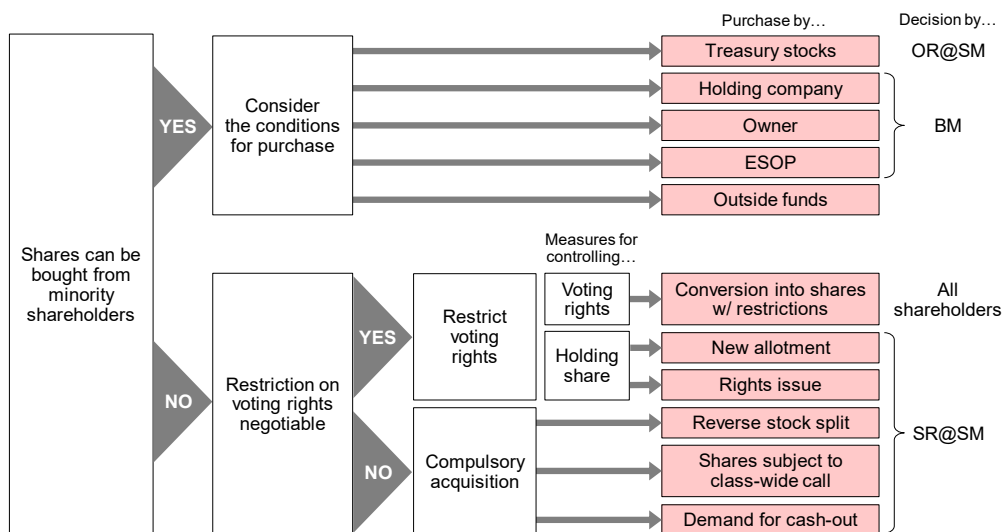 Purchase by…
Decision by…
Treasury stocks
OR@SM
Holding company
YES
Consider
the conditions
for purchase
Owner
BM
ESOP
Outside funds
Shares can be
bought from
minority
shareholders
Measures for
controlling…
Voting
rights
Conversion into shares
w/ restrictions
All
shareholders
YES
Restrict
voting
rights
Holding
share
New allotment
Rights issue
NO
Restriction on
voting rights
negotiable
Reverse stock split
SR@SM
NO
Compulsory
acquisition
Shares subject to
class-wide call
Demand for cash-out